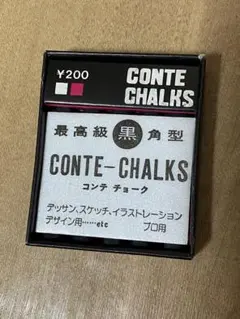 ¥200
CONTE
CHALKS
最高級 黒 角型
CONTE-CHALKS
コンテ チョーク
デッサン、スケッチ、イラストレーション
デザイン用……etc プロ用